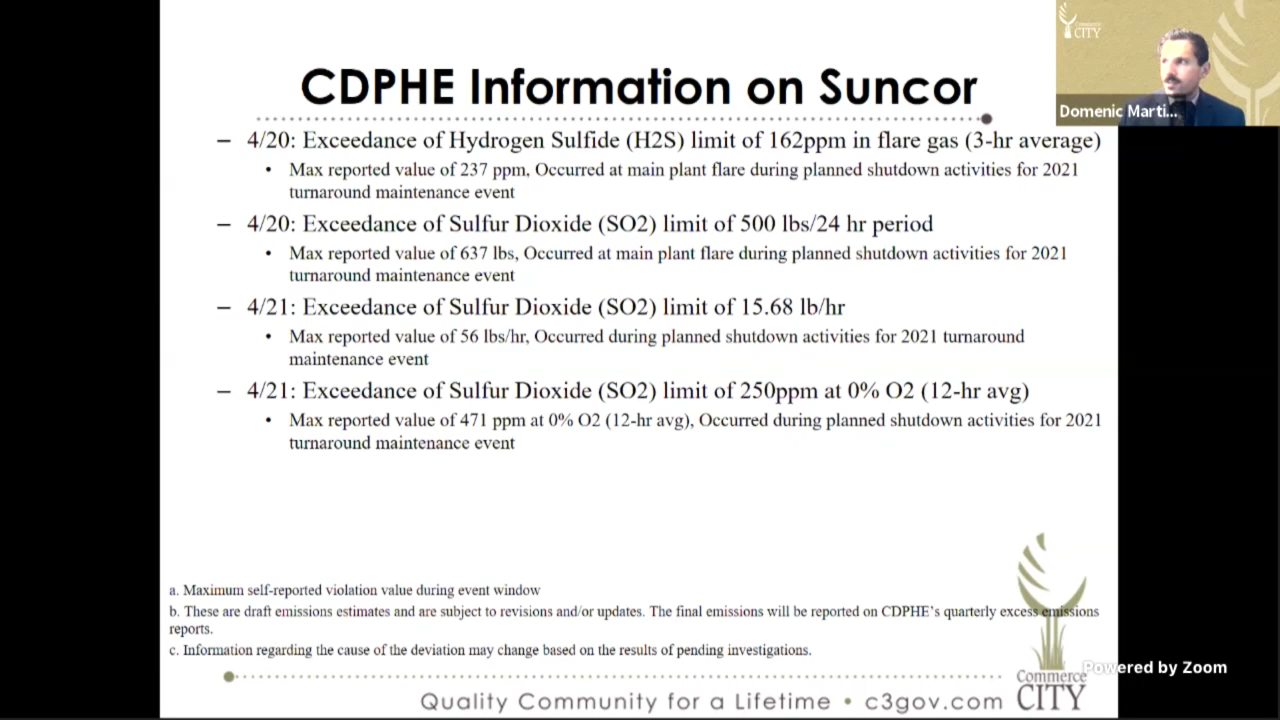 CDPHE Information on Suncor
– 4/20: Exceedance of Hydrogen Sulfide (H2S) limit of 162ppm in flare gas (3-hr average)
• Max reported value of 237 ppm, Occurred at main plant flare during planned shutdown activities for 2021
turnaround maintenance event
– 4/20: Exceedance of Sulfur Dioxide (SO2) limit of 500 lbs/24 hr period
• Max reported value of 637 lbs, Occurred at main plant flare during planned shutdown activities for 2021
turnaround maintenance event
– 4/21: Exceedance of Sulfur Dioxide (SO2) limit of 15.68 lb/hr
• Max reported value of 56 lbs/hr, Occurred during planned shutdown activities for 2021 turnaround
maintenance event
– 4/21: Exceedance of Sulfur Dioxide (SO2) limit of 250ppm at 0% O2 (12-hr avg)
• Max reported value of 471 ppm at 0% O2 (12-hr avg), Occurred during planned shutdown activities for 2021
turnaround maintenance event
a. Maximum self-reported violation value during event window
b. These are draft emissions estimates and are subject to revisions and/or updates. The final emissions will be reported on CDPHE's quarterly excess emissions
reports.
c. Information regarding the cause of the deviation may change based on the results of pending investigations.
Quality Community for a Lifetime • c3gov.com
Commerce
CITY
Powered by Zoom
Commerce
CITY
Domenic Marti...